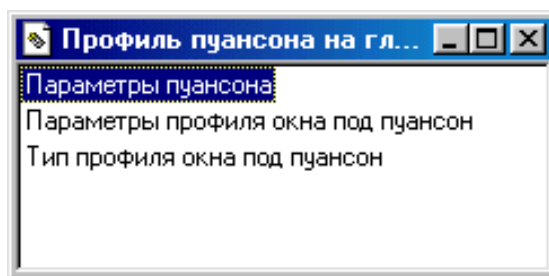 Профиль пуансона на гл...
Параметры пуансона
Параметры профиля окна под пуансон
Тип профиля окна под пуансон